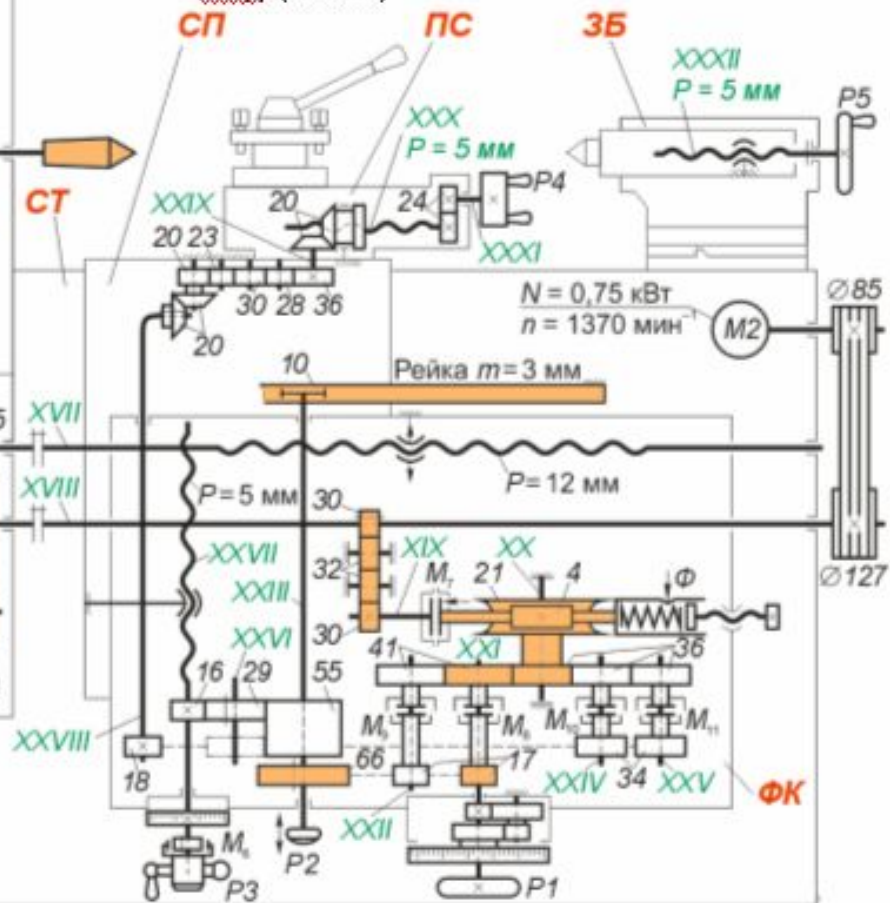 СП
ПС
ЗБ
XXXII
P = 5 мм
P5
XXX
P = 5 мм
СТ
XXIX
20
24
P4
XXXI
20 23
30 28 36
20
N = 0,75 кВт
n = 1370 мин⁻¹
M2
Ø85
10
Рейка m = 3 мм
XVII
P = 12 мм
XVIII
P = 5 мм
30
XXVII
32
XIX
XX
M₇
21
4
Ф
Ø127
XXIII
30
XXVI
41
XXI
36
16
29
55
M₉
M₈
M₁₀
M₁₁
XXVIII
18
66
17
XXIV
34
XXV
ФК
XXII
P2
M₆
P3
P1